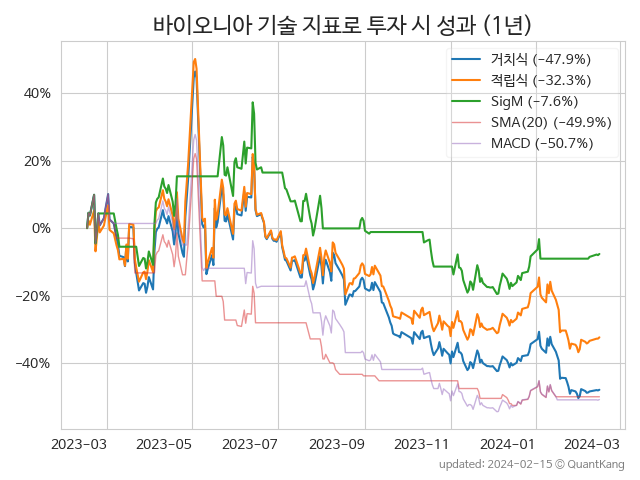 바이오니아 기술 지표로 투자 시 성과 (1년)
거치식 (−47.9%)
적립식 (−32.3%)
SigM (−7.6%)
SMA(20) (−49.9%)
MACD (−50.7%)
40%
20%
0%
−20%
−40%
2023-03 2023-05 2023-07 2023-09 2023-11 2024-01 2024-03
updated: 2024-02-15 © QuantKang